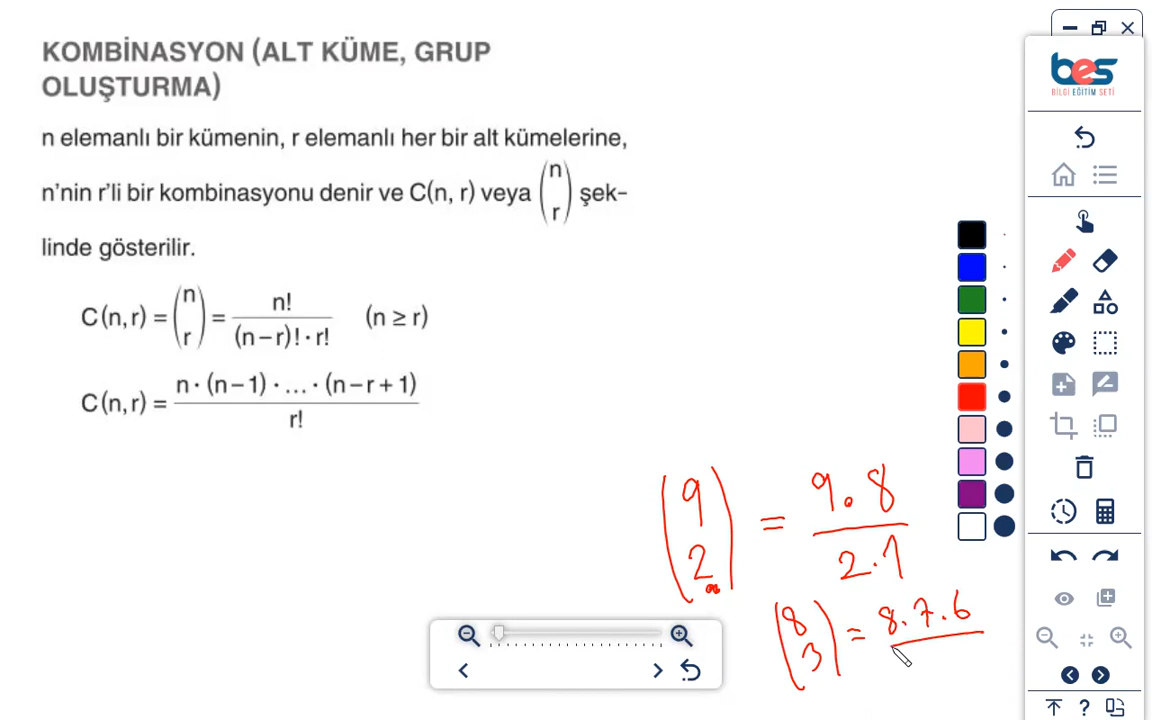 KOMBİNASYON (ALT KÜME, GRUP
OLUŞTURMA)
n elemanlı bir kümenin, r elemanlı her bir alt kümelerine,
n'nin r'li bir kombinasyonu denir ve C(n, r) veya (n r) şek-
linde gösterilir.
C(n,r) = (n r) = n! / (n–r)! · r! (n ≥ r)
C(n,r) = n · (n–1) · ... · (n–r+1) / r!
(9 2) = 9.8 / 2.1
(8 3) = 8.7.6
bes
BİLGİ EĞİTİM SETİ
?